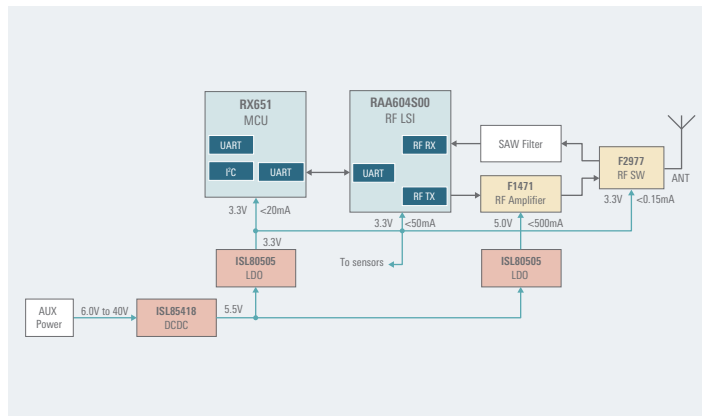 RX651
MCU
UART
I²C
UART
RAA604S00
RF LSI
RF RX
UART
RF TX
SAW Filter
F1471
RF Amplifier
F2977
RF SW
ANT
3.3V
<20mA
3.3V
<50mA
5.0V
<500mA
3.3V
<0.15mA
3.3V
ISL80505
LDO
To sensors
ISL80505
LDO
AUX
Power
6.0V to 40V
ISL85418
DCDC
5.5V